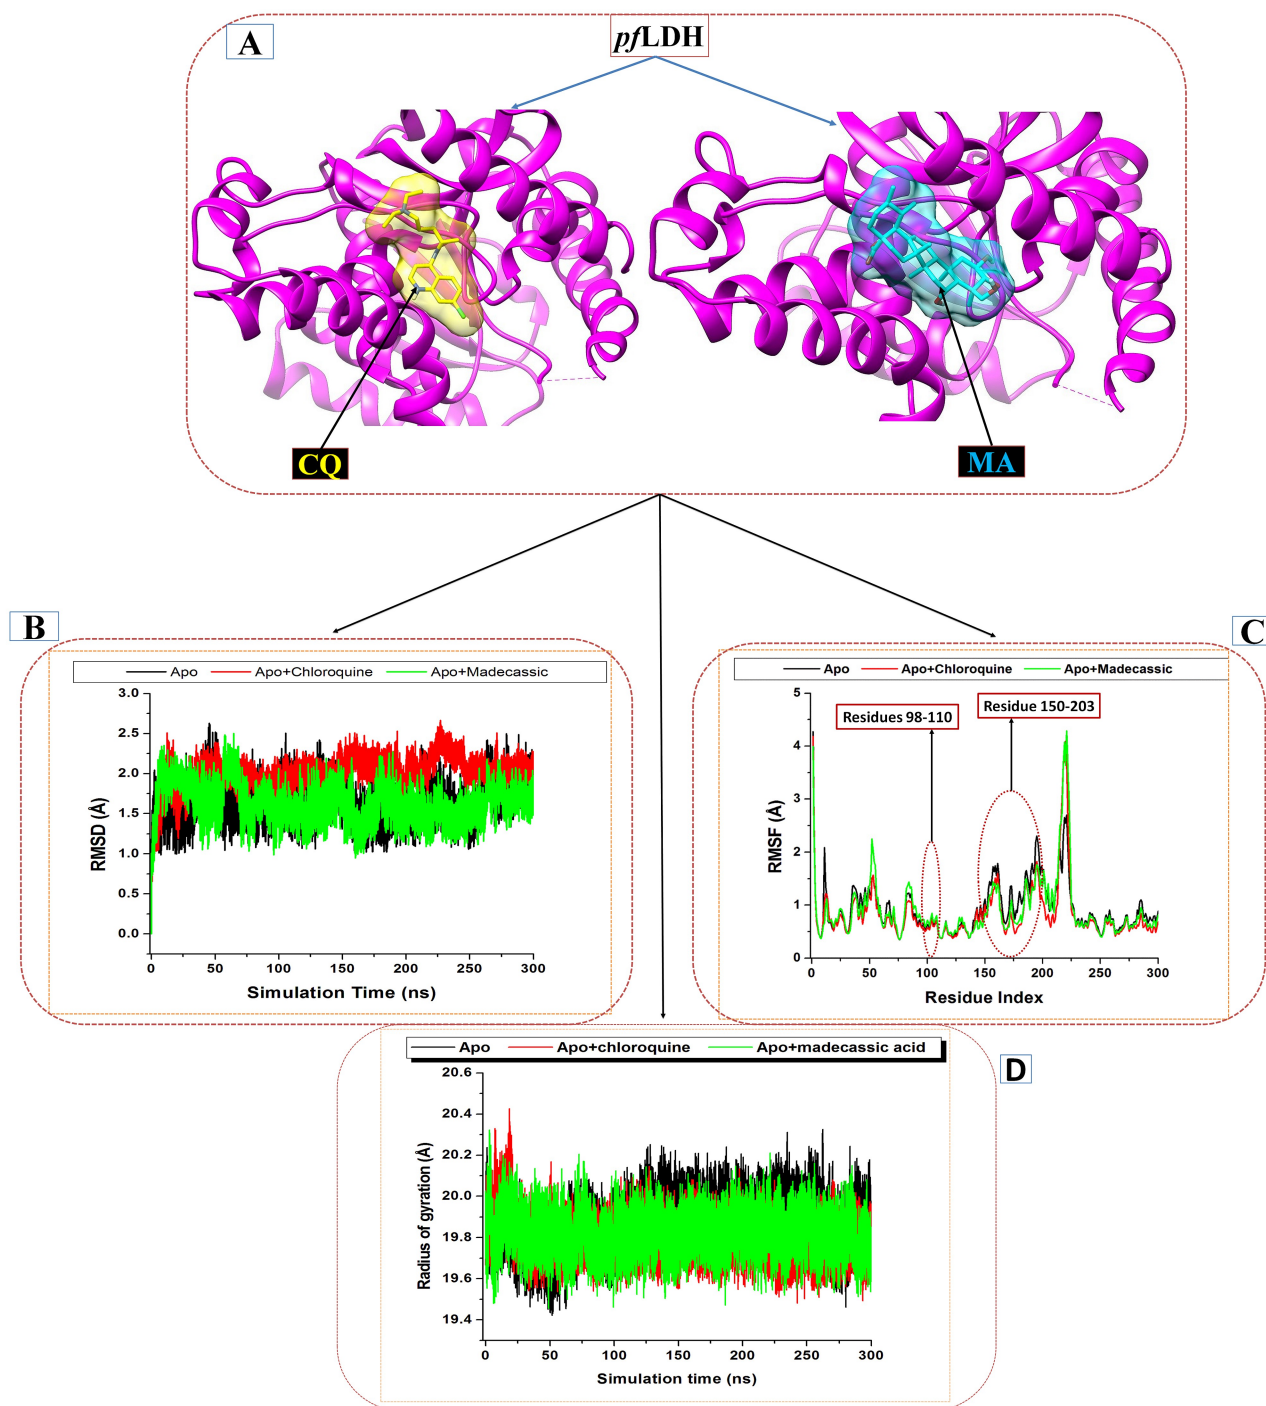 A
pfLDH
CQ
MA
B
Apo Apo+Chloroquine Apo+Madecassic
3.0
2.5
2.0
1.5
1.0
0.5
0.0
RMSD (Å)
0 50 100 150 200 250 300
Simulation Time (ns)
C
Apo Apo+Chloroquine Apo+Madecassic
Residues 98-110
Residue 150-203
5
4
3
2
1
0
RMSF (Å)
0 50 100 150 200 250 300
Residue Index
D
Apo Apo+chloroquine Apo+madecassic acid
20.6
20.4
20.2
20.0
19.8
19.6
19.4
Radius of gyration (Å)
0 50 100 150 200 250 300
Simulation time (ns)